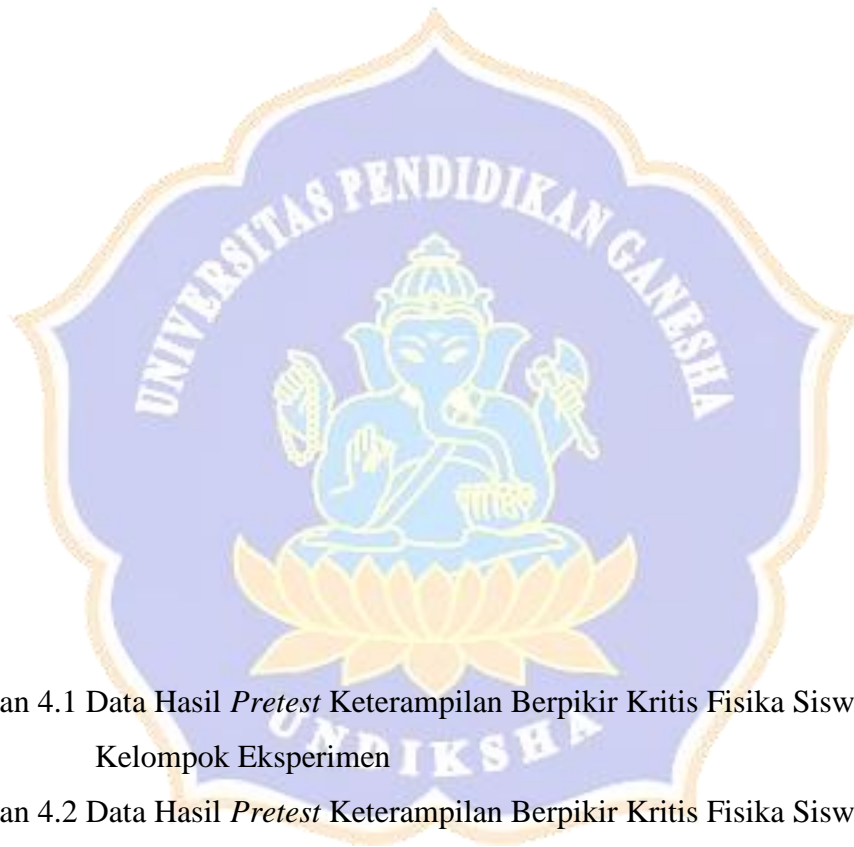 UNIVERSITAS PENDIDIKAN GANESHA
an 4.1 Data Hasil Pretest Keterampilan Berpikir Kritis Fisika Sisw
Kelompok Eksperimen
UNDIKSHA
an 4.2 Data Hasil Pretest Keterampilan Berpikir Kritis Fisika Sisw